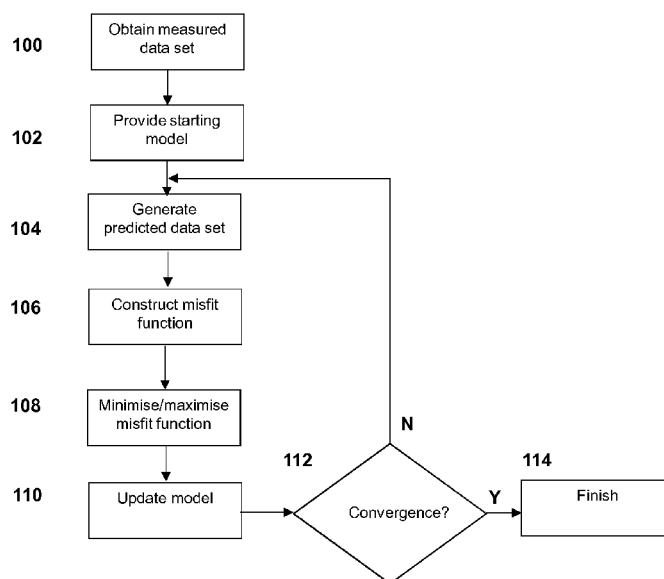 100
Obtain measured
data set
102
Provide starting
model
104
Generate
predicted data set
106
Construct misfit
function
108
Minimise/maximise
misfit function
110
Update model
112
Convergence?
N
Y
114
Finish